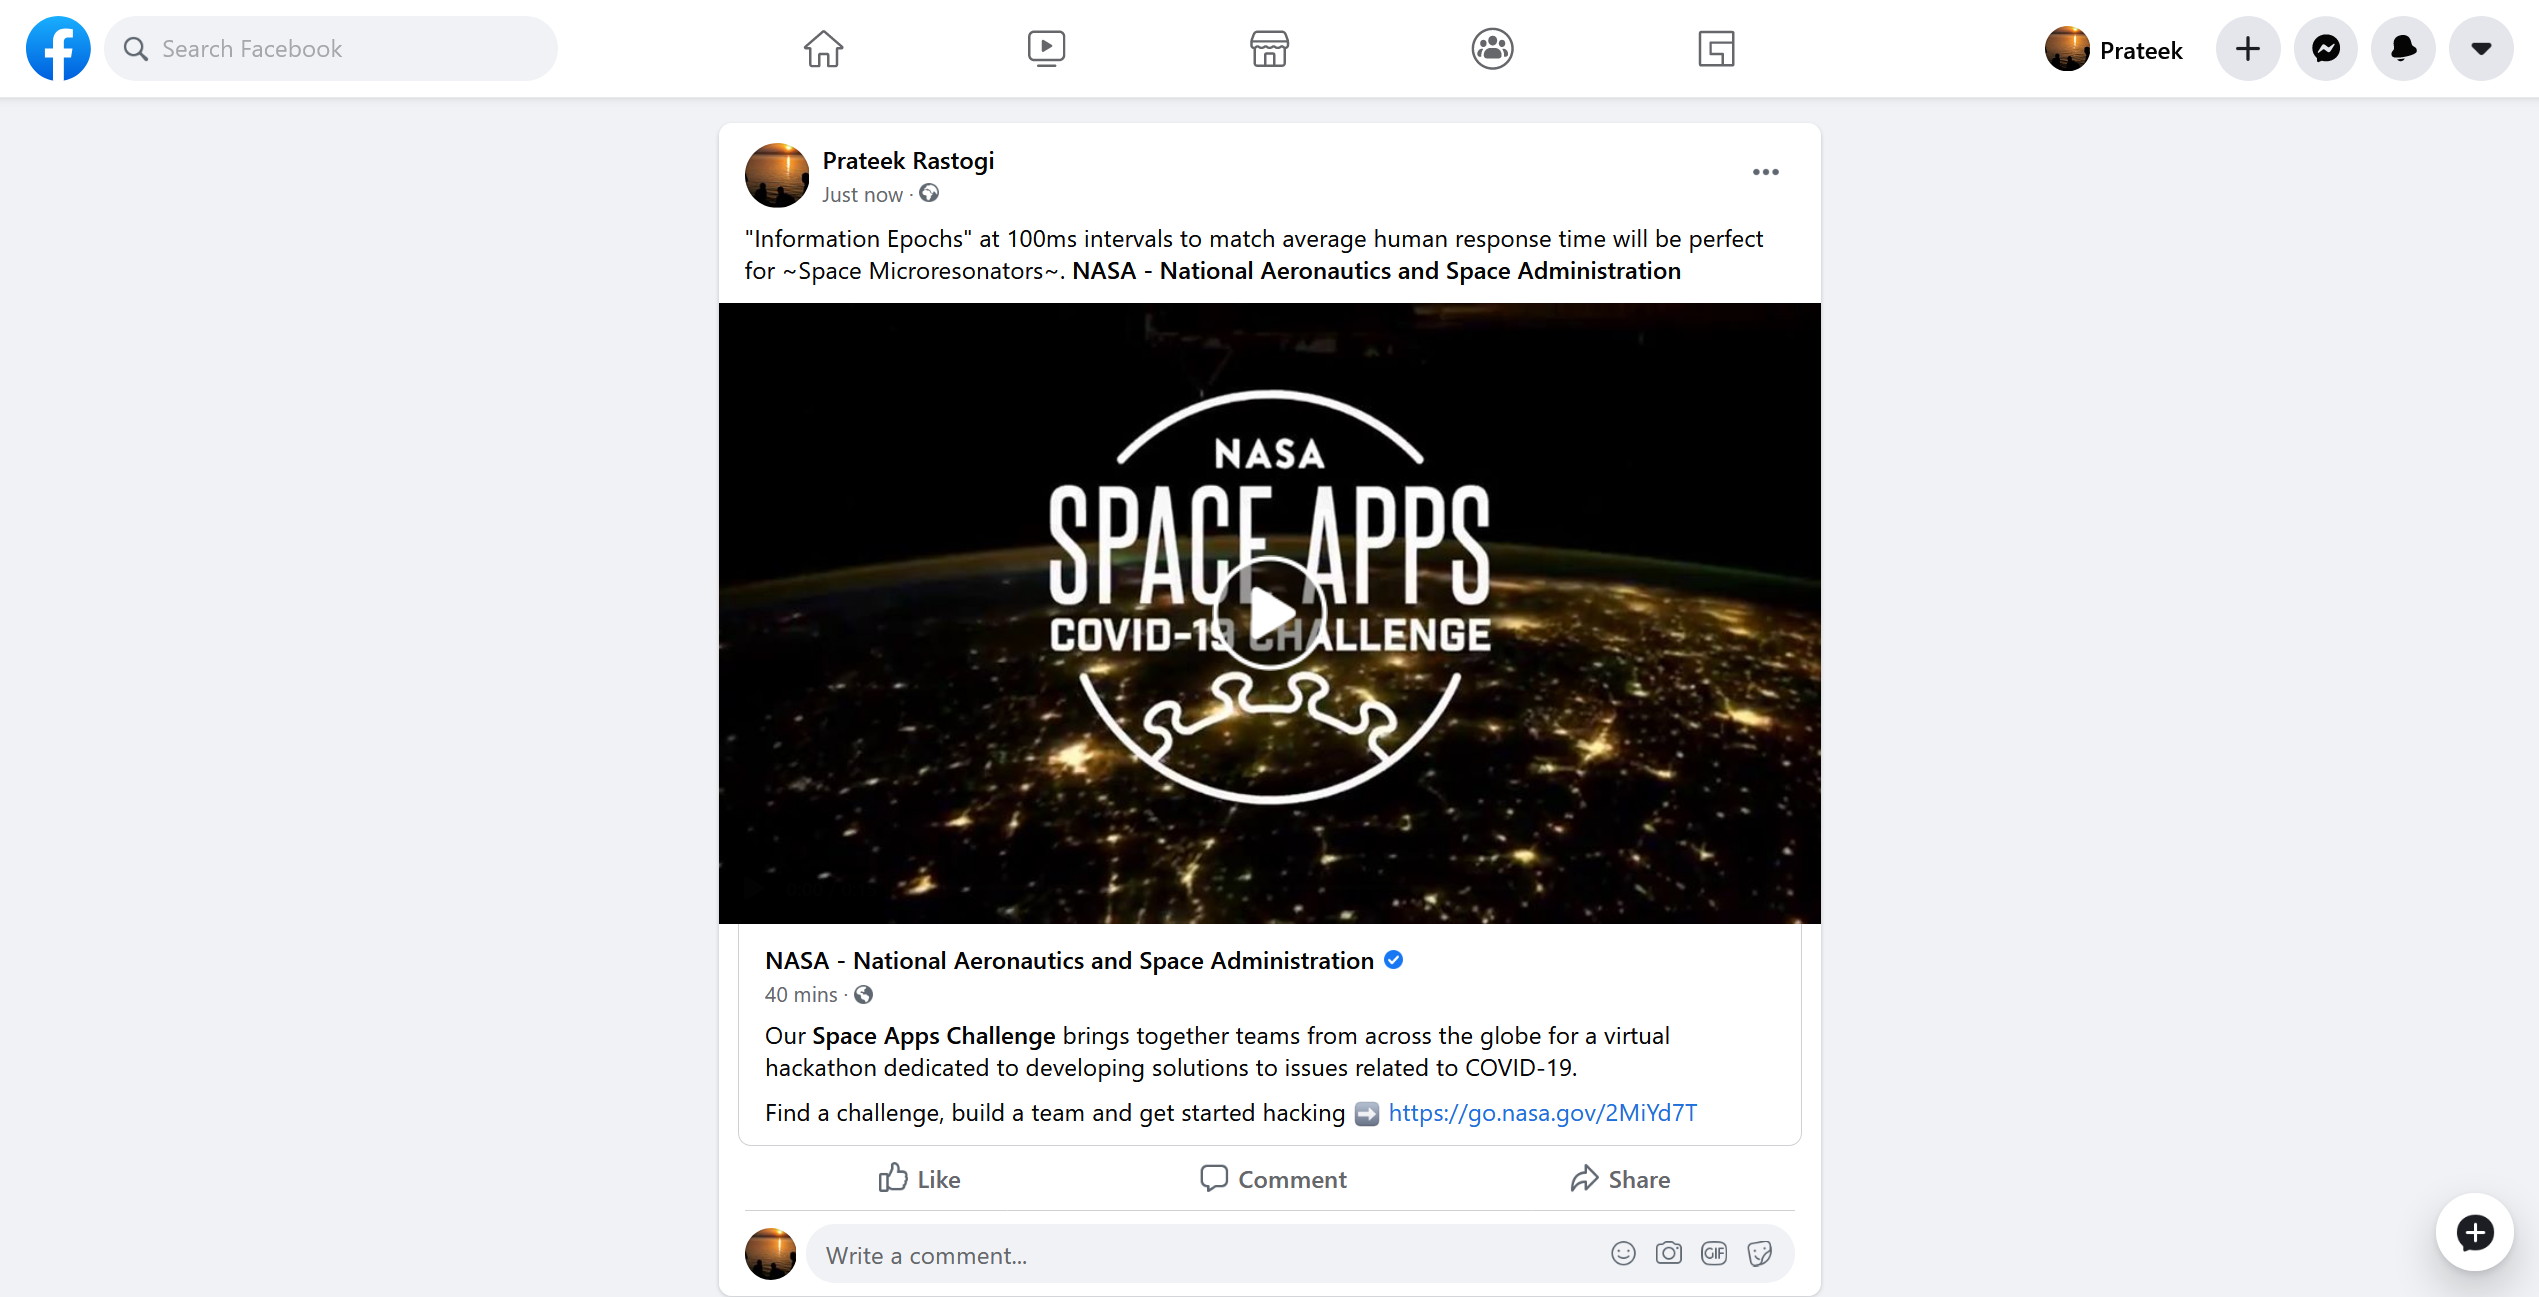 Search Facebook
Prateek
Prateek Rastogi
Just now ·
"Information Epochs" at 100ms intervals to match average human response time will be perfect
for ~Space Microresonators~. NASA - National Aeronautics and Space Administration
NASA
SPACE APPS
COVID-19 CHALLENGE
NASA - National Aeronautics and Space Administration
40 mins ·
Our Space Apps Challenge brings together teams from across the globe for a virtual
hackathon dedicated to developing solutions to issues related to COVID-19.
Find a challenge, build a team and get started hacking ➡ https://go.nasa.gov/2MiYd7T
Like Comment Share
Write a comment...
GIF